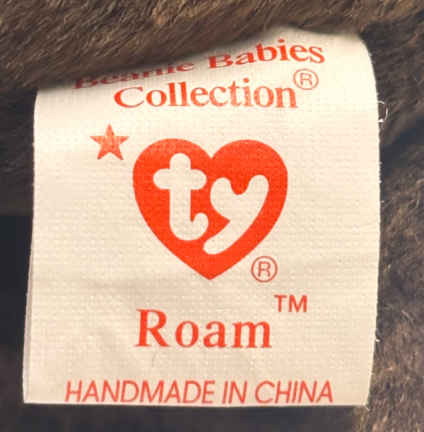 Beanie Babies
Collection®
ty
®
Roam™
HANDMADE IN CHINA